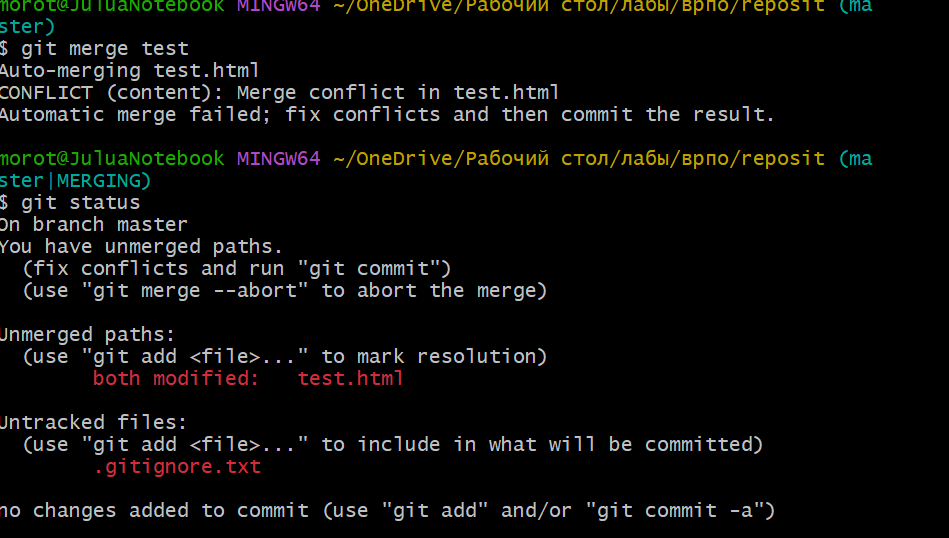 morot@JuluaNotebook MINGW64 ~/OneDrive/Рабочий стол/лабы/врпо/reposit (ma
ster)
$ git merge test
Auto-merging test.html
CONFLICT (content): Merge conflict in test.html
Automatic merge failed; fix conflicts and then commit the result.
morot@JuluaNotebook MINGW64 ~/OneDrive/Рабочий стол/лабы/врпо/reposit (ma
ster|MERGING)
$ git status
On branch master
You have unmerged paths.
(fix conflicts and run "git commit")
(use "git merge --abort" to abort the merge)
Unmerged paths:
(use "git add <file>..." to mark resolution)
both modified:   test.html
Untracked files:
(use "git add <file>..." to include in what will be committed)
.gitignore.txt
no changes added to commit (use "git add" and/or "git commit -a")